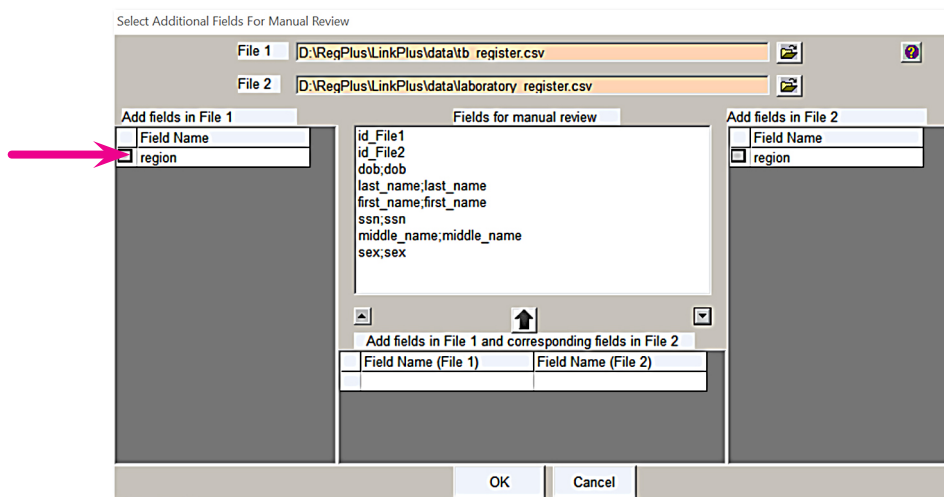 Select Additional Fields For Manual Review
File 1 D:\RegPlus\LinkPlus\data\tb_register.csv
File 2 D:\RegPlus\LinkPlus\data\laboratory_register.csv
Add fields in File 1
Field Name
region
Fields for manual review
id_File1
id_File2
dob;dob
last_name;last_name
first_name;first_name
ssn;ssn
middle_name;middle_name
sex;sex
Add fields in File 2
Field Name
region
Add fields in File 1 and corresponding fields in File 2
Field Name (File 1) Field Name (File 2)
OK Cancel